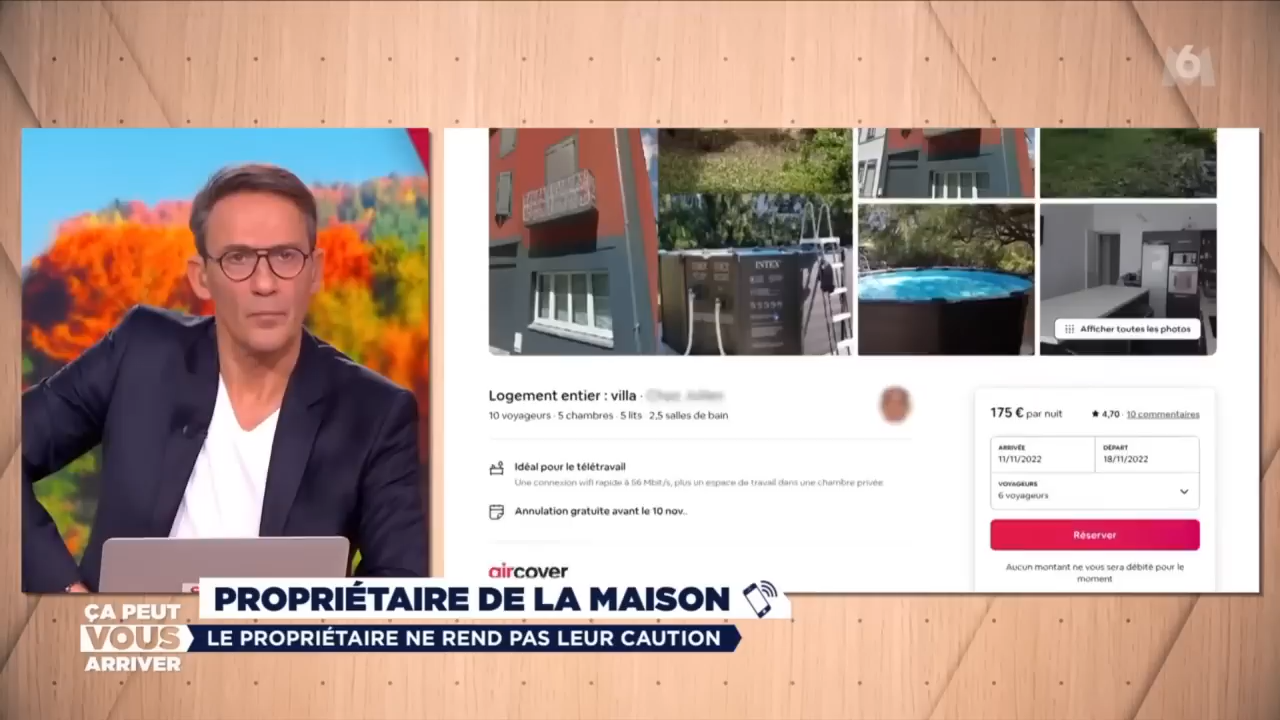 M6
INTEX
Afficher toutes les photos
Logement entier : villa ·
10 voyageurs · 5 chambres · 5 lits · 2,5 salles de bain
Idéal pour le télétravail
Une connexion wifi rapide à 56 Mbit/s, plus un espace de travail dans une chambre privée
Annulation gratuite avant le 10 nov..
aircover
175 € par nuit
★ 4,70 · 10 commentaires
ARRIVÉE
11/11/2022
DÉPART
18/11/2022
VOYAGEURS
6 voyageurs
Réserver
Aucun montant ne vous sera débité pour le
moment
PROPRIÉTAIRE DE LA MAISON
LE PROPRIÉTAIRE NE REND PAS LEUR CAUTION
ÇA PEUT
VOUS
ARRIVER